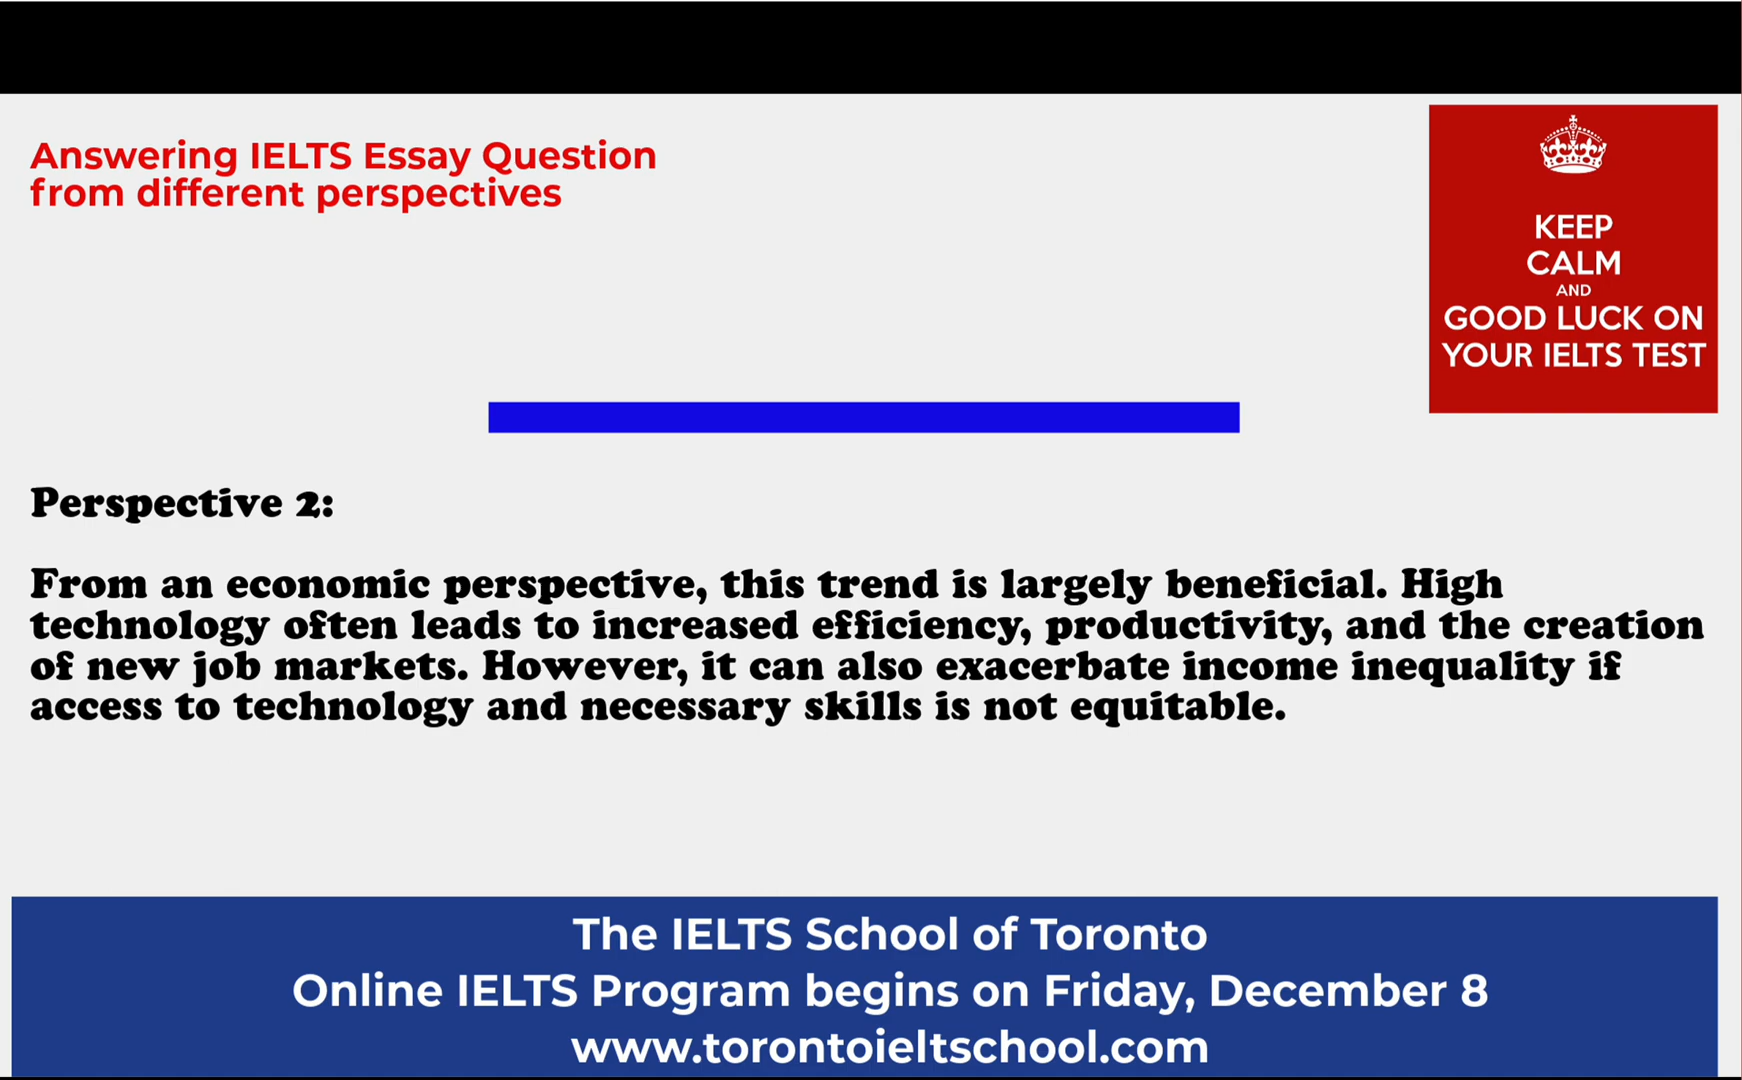 Answering IELTS Essay Question
from different perspectives
KEEP
CALM
AND
GOOD LUCK ON
YOUR IELTS TEST
Perspective 2:
From an economic perspective, this trend is largely beneficial. High
technology often leads to increased efficiency, productivity, and the creation
of new job markets. However, it can also exacerbate income inequality if
access to technology and necessary skills is not equitable.
The IELTS School of Toronto
Online IELTS Program begins on Friday, December 8
www.torontoieltschool.com